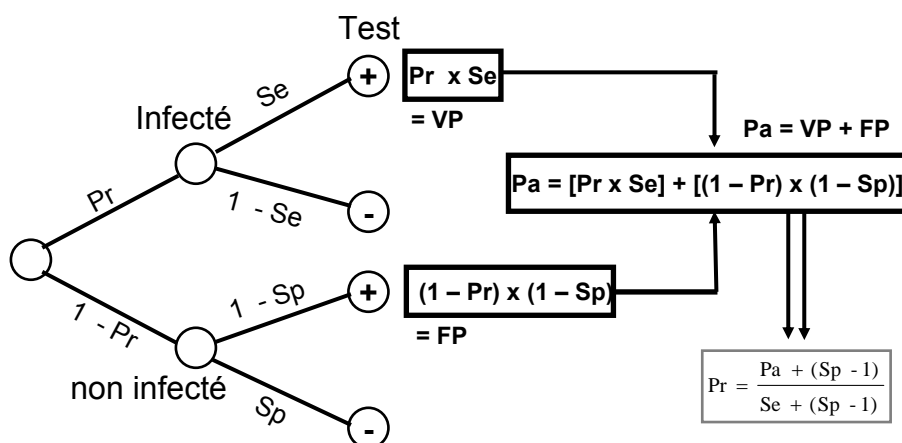 Test
Se
+
Pr x Se
= VP
Infecté
Pa = VP + FP
Pr
1 - Se
-
Pa = [Pr x Se] + [(1 – Pr) x (1 – Sp)]
1 - Pr
1 - Sp
+
(1 – Pr) x (1 – Sp)
= FP
non infecté
Sp
-
Pr = Pa + (Sp - 1)
Se + (Sp - 1)